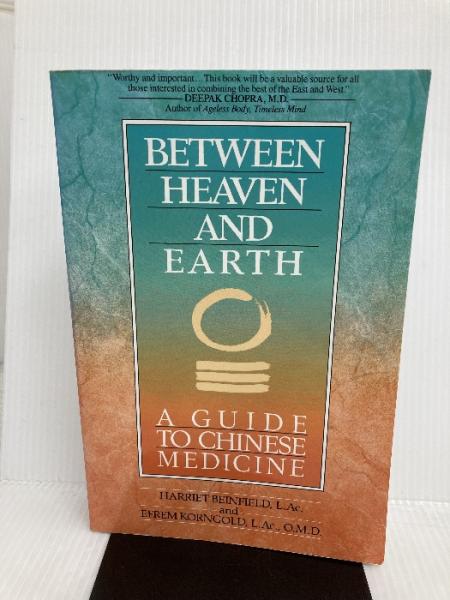 "Worthy and important... This book will be a valuable source for all
those interested in combining the best of the East and West."
— DEEPAK CHOPRA, M.D. —
Author of Ageless Body, Timeless Mind
BETWEEN
HEAVEN
AND
EARTH
A GUIDE
TO CHINESE
MEDICINE
HARRIET BEINFIELD, L.Ac.
and
EFREM KORNGOLD, L.Ac., O.M.D.